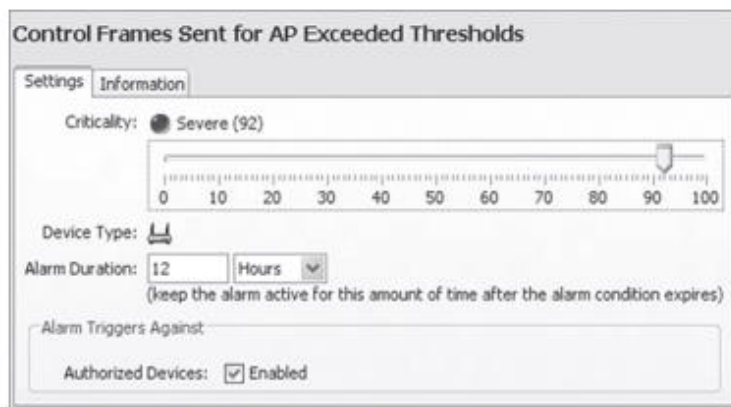 Control Frames Sent for AP Exceeded Thresholds
Settings Information
Criticality: Severe (92)
0 10 20 30 40 50 60 70 80 90 100
Device Type:
Alarm Duration: 12 Hours
(keep the alarm active for this amount of time after the alarm condition expires)
Alarm Triggers Against
Authorized Devices: Enabled